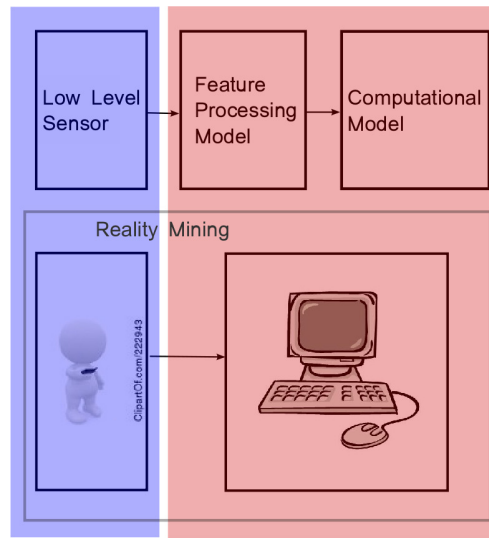 Low Level
Sensor
Feature
Processing
Model
Computational
Model
Reality Mining
ClipartOf.com/222943